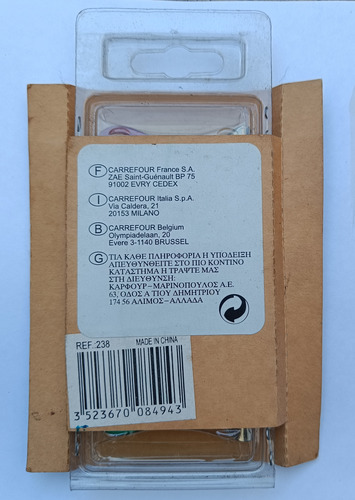 F CARREFOUR France S.A.
ZAE Saint-Guénault BP 75
91002 EVRY CEDEX
I CARREFOUR Italia S.p.A.
Via Caldera, 21
20153 MILANO
B CARREFOUR Belgium
Olympiadelaan, 20
Evere 3-1140 BRUSSEL
G ΓΙΑ ΚΑΘΕ ΠΛΗΡΟΦΟΡΙΑ Η ΥΠΟΔΕΙΞΗ
ΑΠΕΥΘΥΝΘΕΙΤΕ ΣΤΟ ΠΙΟ ΚΟΝΤΙΝΟ
ΚΑΤΑΣΤΗΜΑ Η ΓΡΑΨΤΕ ΜΑΣ
ΣΤΗ ΔΙΕΥΘΥΝΣΗ:
ΚΑΡΦΟΥΡ – ΜΑΡΙΝΟΠΟΥΛΟΣ Α.Ε.
63, ΟΔΟΣ Α ΓΙΟΥ ΔΗΜΗΤΡΙΟΥ
174 56 ΑΛΙΜΟΣ – ΑΛΛΑΔΑ
REF.:238 MADE IN CHINA
3 523670 084943